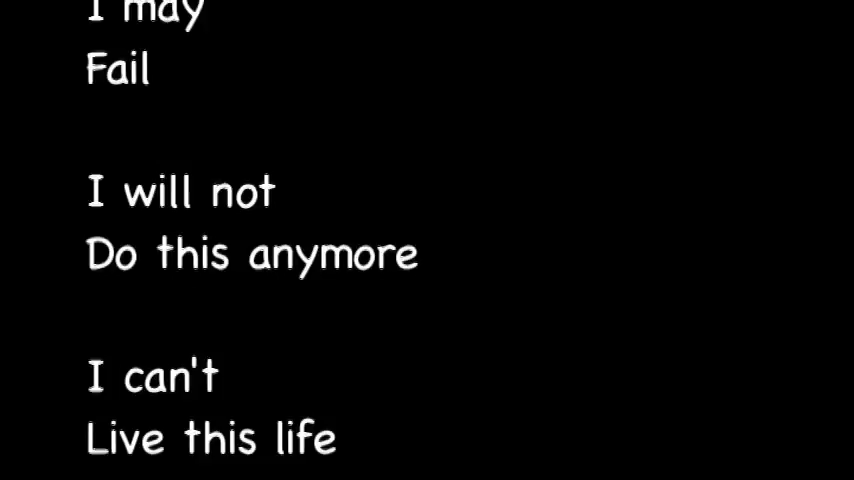 I may
Fail
I will not
Do this anymore
I can't
Live this life